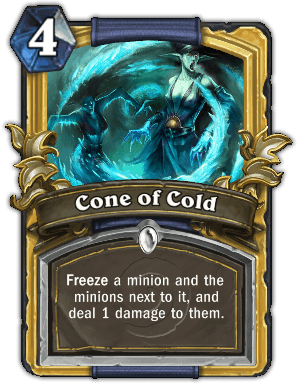 4
Cone of Cold
Freeze a minion and the
minions next to it, and
deal 1 damage to them.